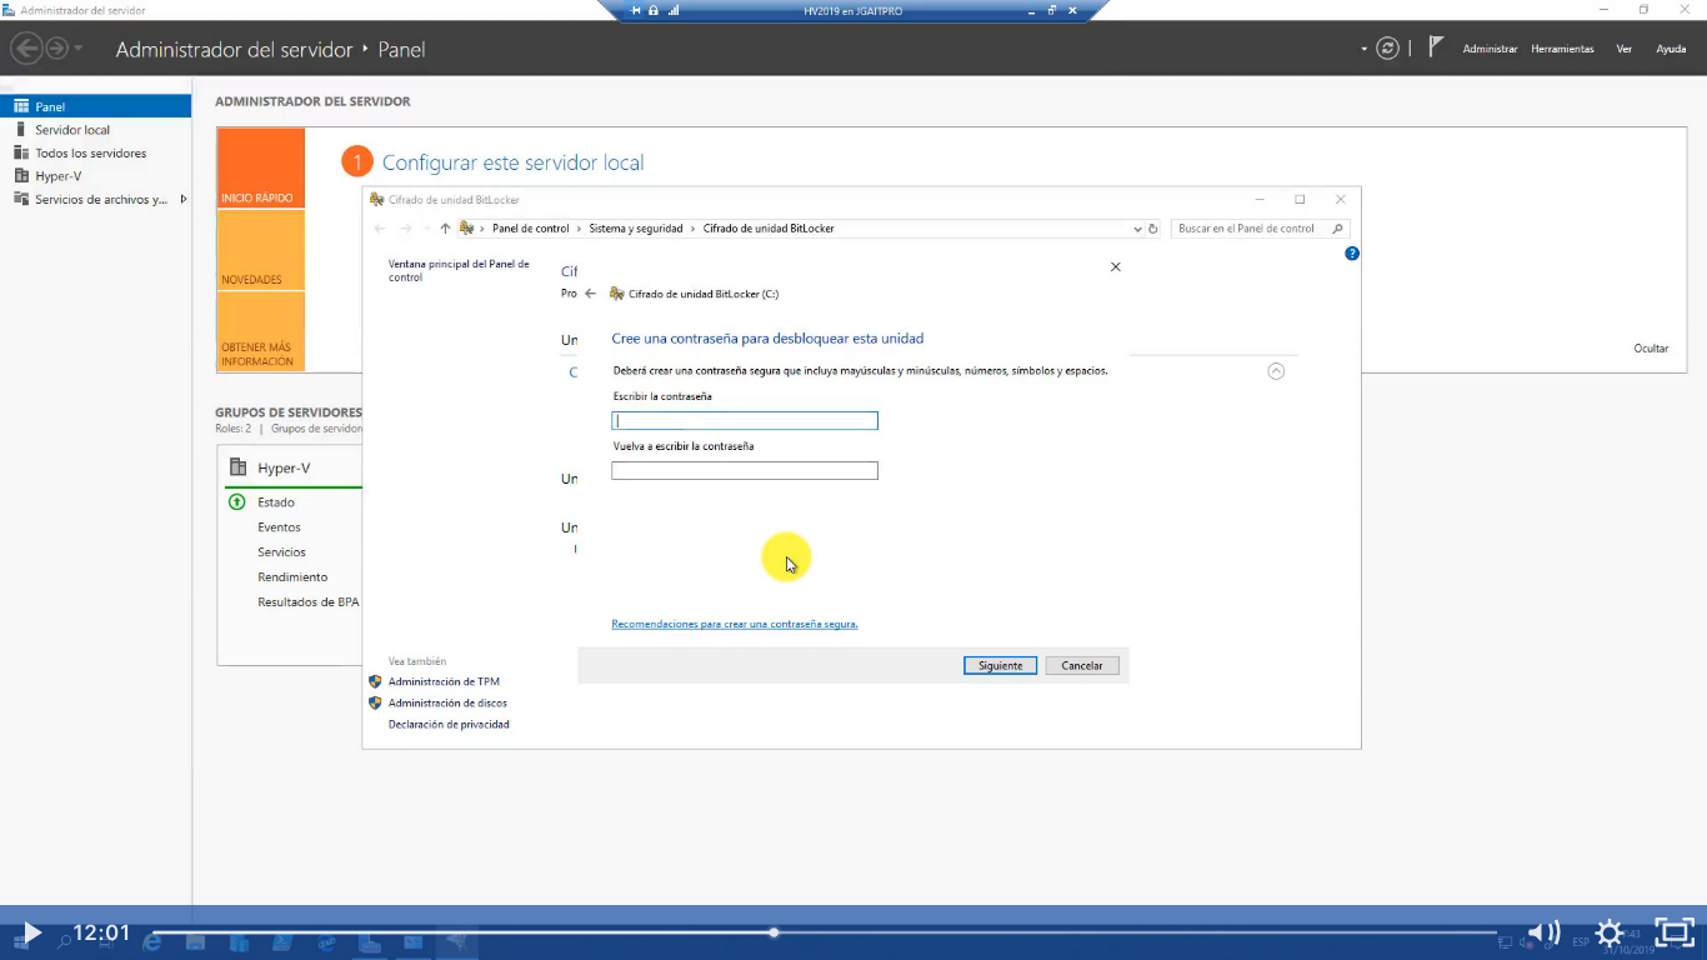 Administrador del servidor
HV2019 en JGAITPRO
Administrador del servidor ‣ Panel
Administrar Herramientas Ver Ayuda
Panel
Servidor local
Todos los servidores
Hyper-V
Servicios de archivos y...
ADMINISTRADOR DEL SERVIDOR
INICIO RÁPIDO
NOVEDADES
OBTENER MÁS
INFORMACIÓN
1 Configurar este servidor local
Ocultar
GRUPOS DE SERVIDORES
Roles: 2 | Grupos de servidor
Hyper-V
Estado
Eventos
Servicios
Rendimiento
Resultados de BPA
Cifrado de unidad BitLocker
Panel de control › Sistema y seguridad › Cifrado de unidad BitLocker
Buscar en el Panel de control
Ventana principal del Panel de
control
Cif
Pro
Un
C
Un
Un
Cifrado de unidad BitLocker (C:)
Cree una contraseña para desbloquear esta unidad
Deberá crear una contraseña segura que incluya mayúsculas y minúsculas, números, símbolos y espacios.
Escribir la contraseña
Vuelva a escribir la contraseña
Recomendaciones para crear una contraseña segura.
Siguiente Cancelar
Vea también
Administración de TPM
Administración de discos
Declaración de privacidad
12:01
ESP
31/10/2019